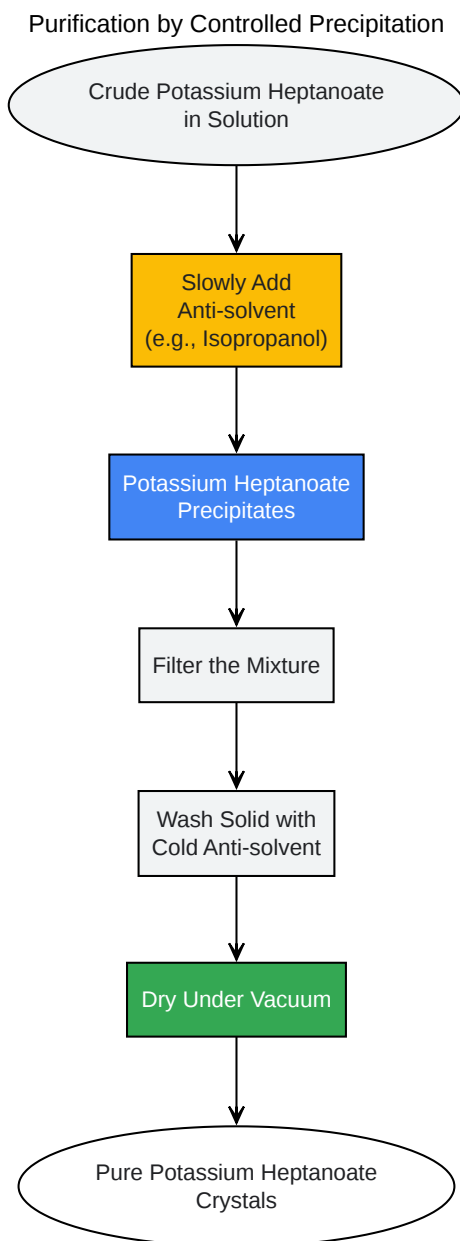 Purification by Controlled Precipitation
Crude Potassium Heptanoate
in Solution
Slowly Add
Anti-solvent
(e.g., Isopropanol)
Potassium Heptanoate
Precipitates
Filter the Mixture
Wash Solid with
Cold Anti-solvent
Dry Under Vacuum
Pure Potassium Heptanoate
Crystals